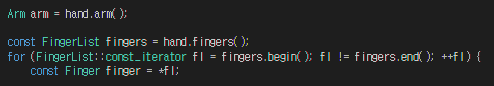 Arm arm = hand.arm();
const FingerList fingers = hand.fingers();
for (FingerList::const_iterator fl = fingers.begin(); fl != fingers.end(); ++fl) {
const Finger finger = *fl;